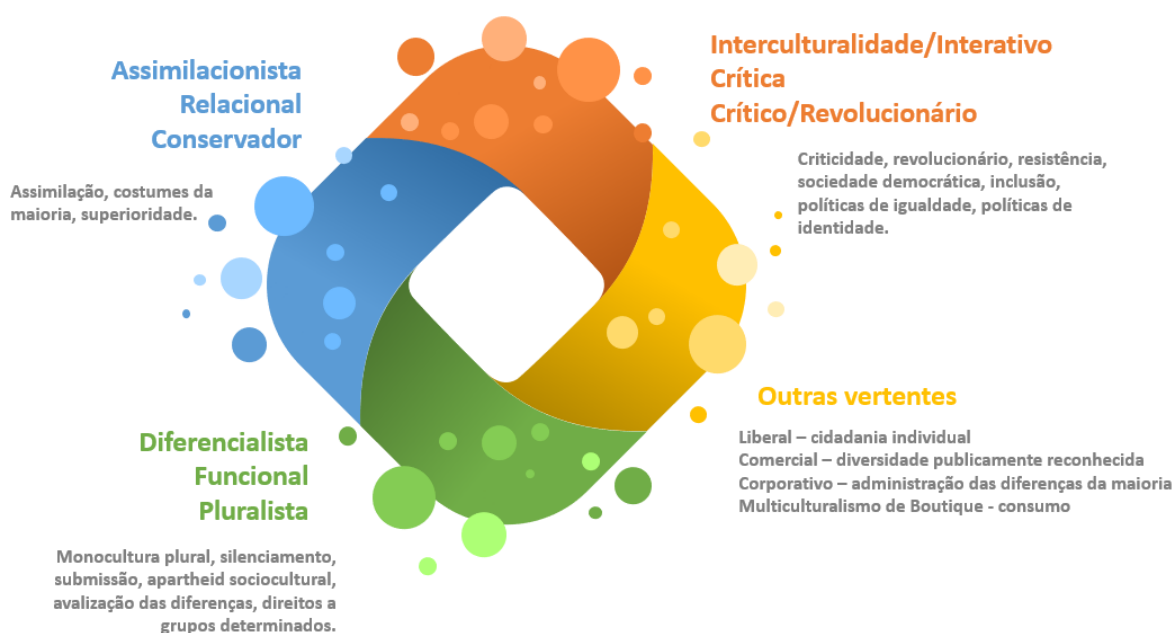 Assimilacionista
Relacional
Conservador
Assimilação, costumes da
maioria, superioridade.
Interculturalidade/Interativo
Crítica
Crítico/Revolucionário
Criticidade, revolucionário, resistência,
sociedade democrática, inclusão,
políticas de igualdade, políticas de
identidade.
Diferencialista
Funcional
Pluralista
Monocultura plural, silenciamento,
submissão, apartheid sociocultural,
avalização das diferenças, direitos a
grupos determinados.
Outras vertentes
Liberal – cidadania individual
Comercial – diversidade publicamente reconhecida
Corporativo – administração das diferenças da maioria
Multiculturalismo de Boutique - consumo